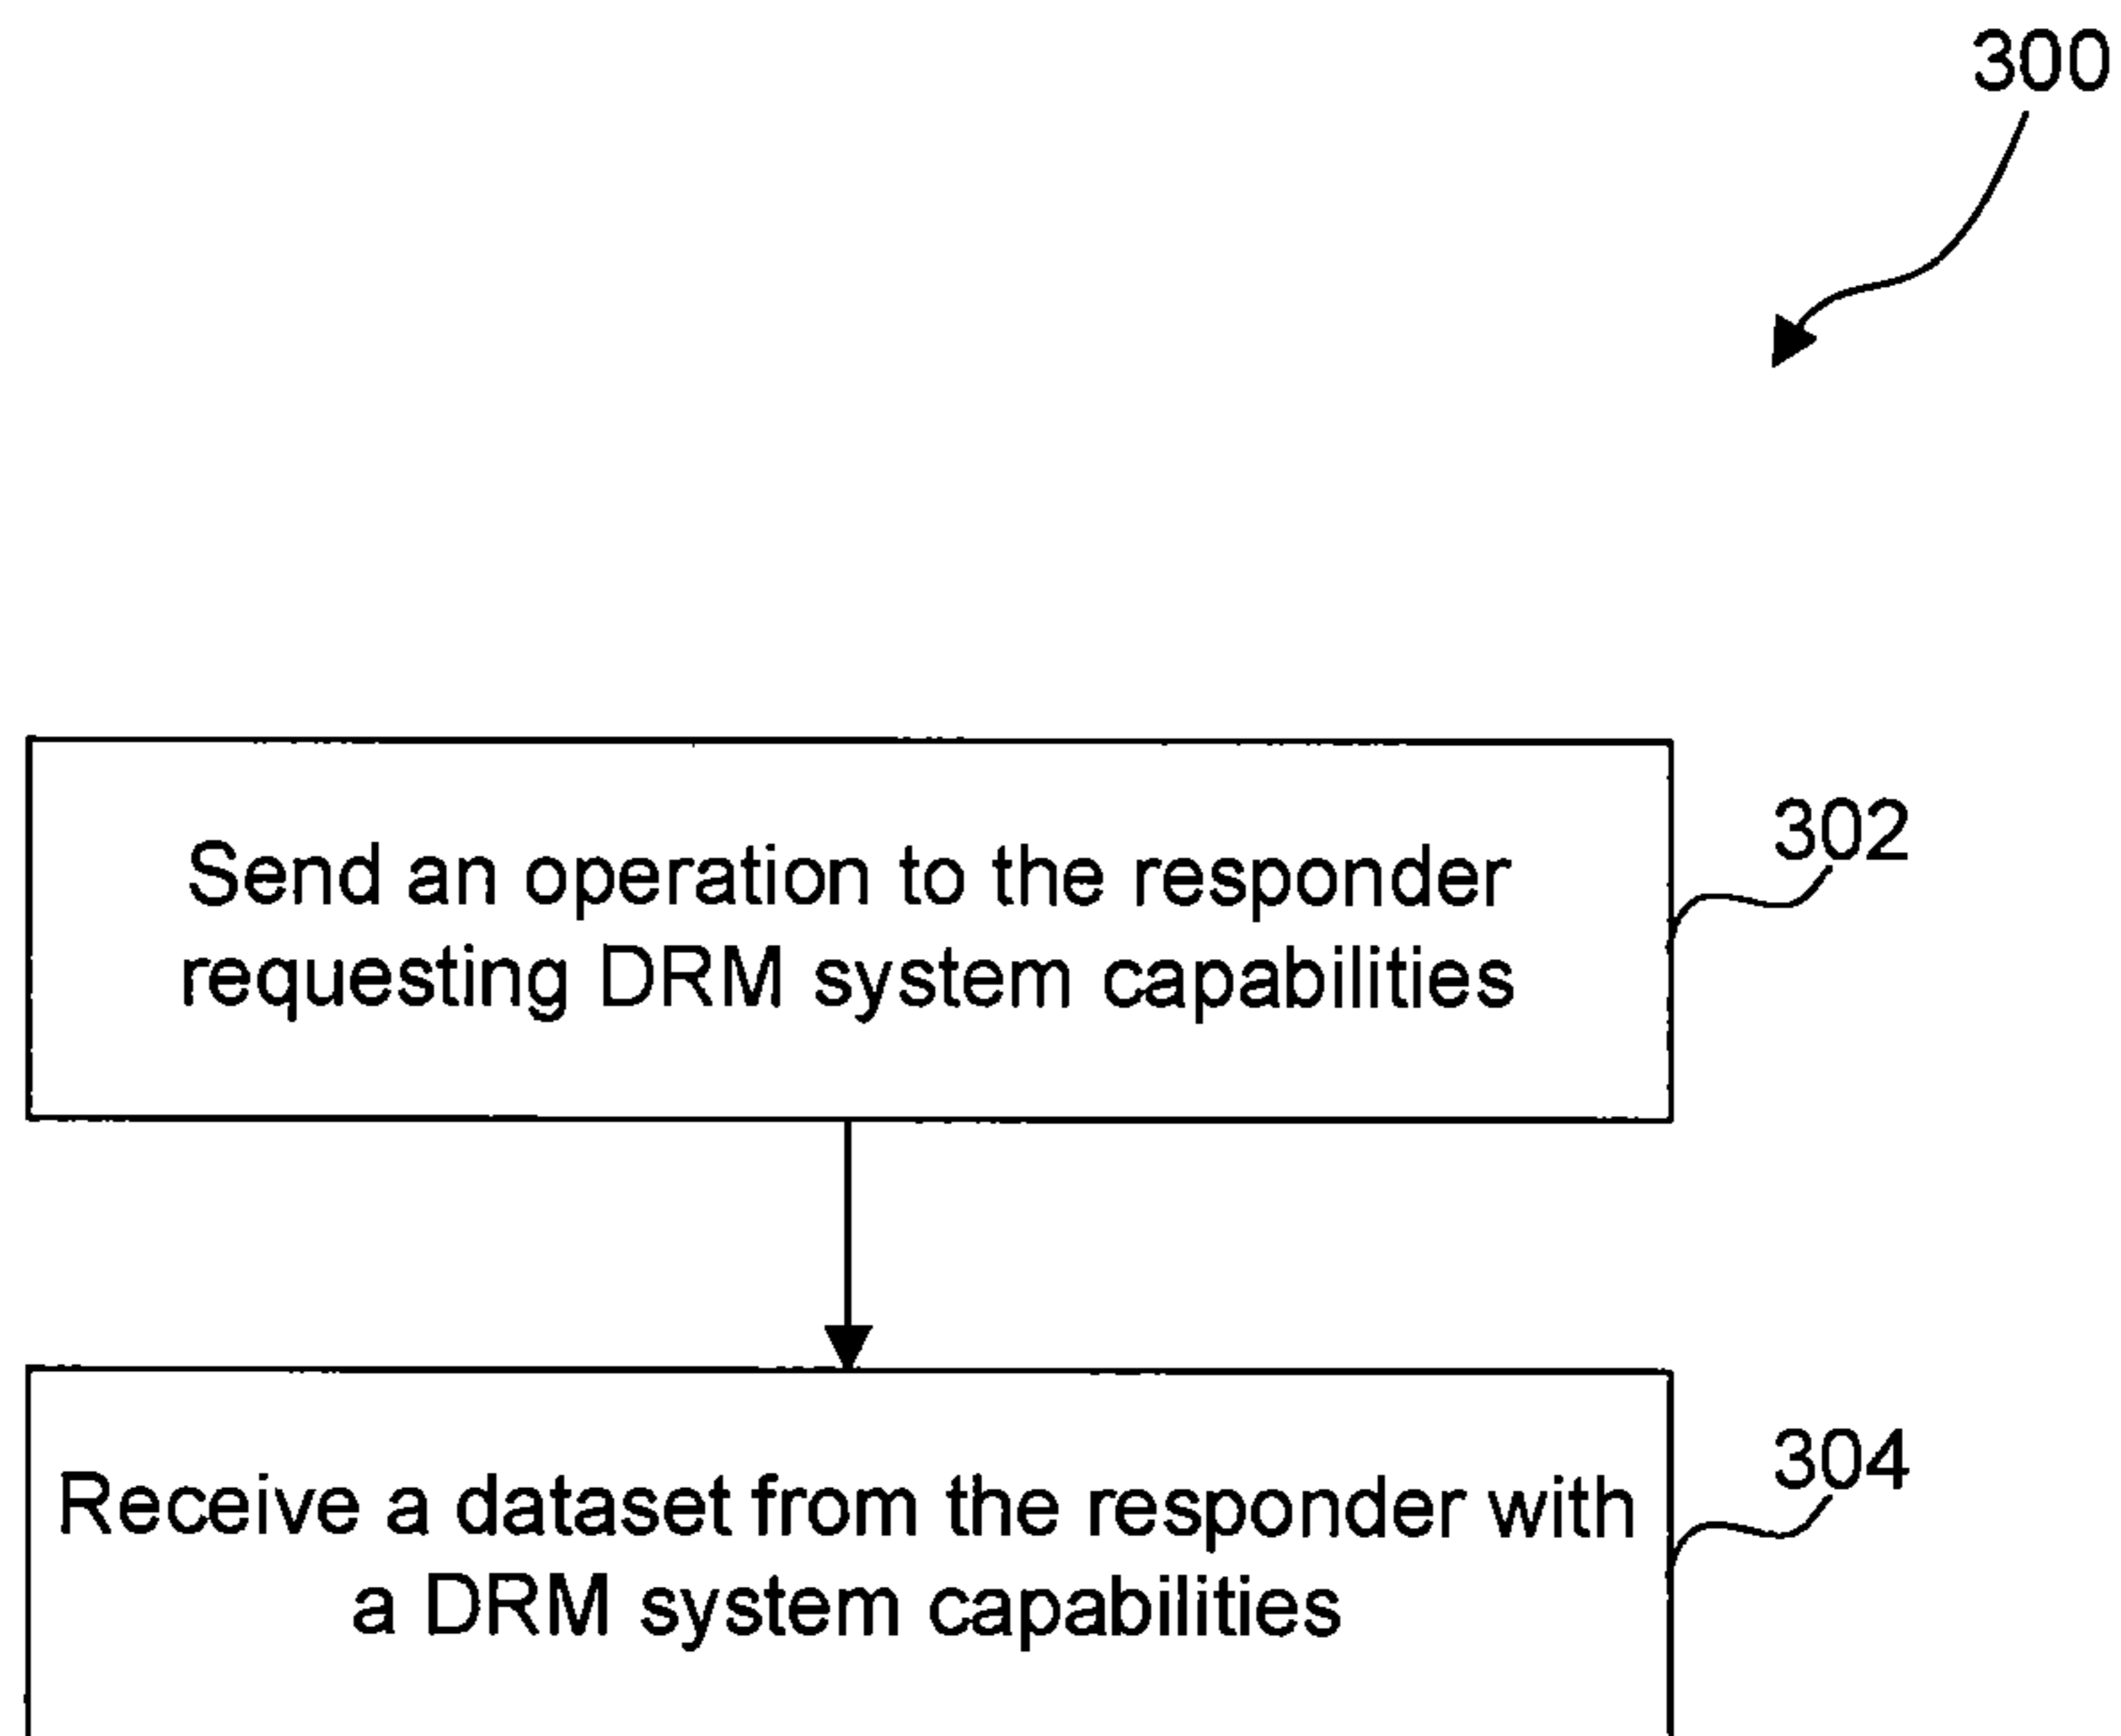 300
Send an operation to the responder
requesting DRM system capabilities
302
Receive a dataset from the responder with
a DRM system capabilities
304